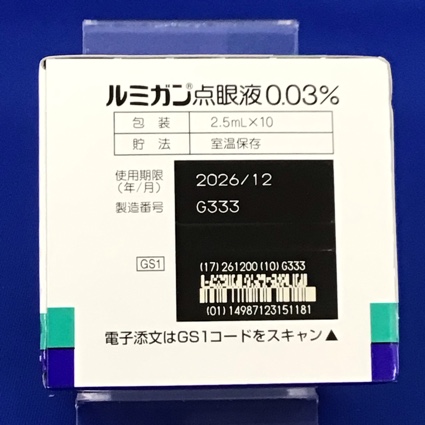 ルミガン®点眼液0.03%
包装 2.5mL×10
貯法 室温保存
使用期限 2026/12
(年/月)
製造番号 G333
GS1
(17)261200(10)G333
(01)14987123151181
電子添文はGS1コードをスキャン▲